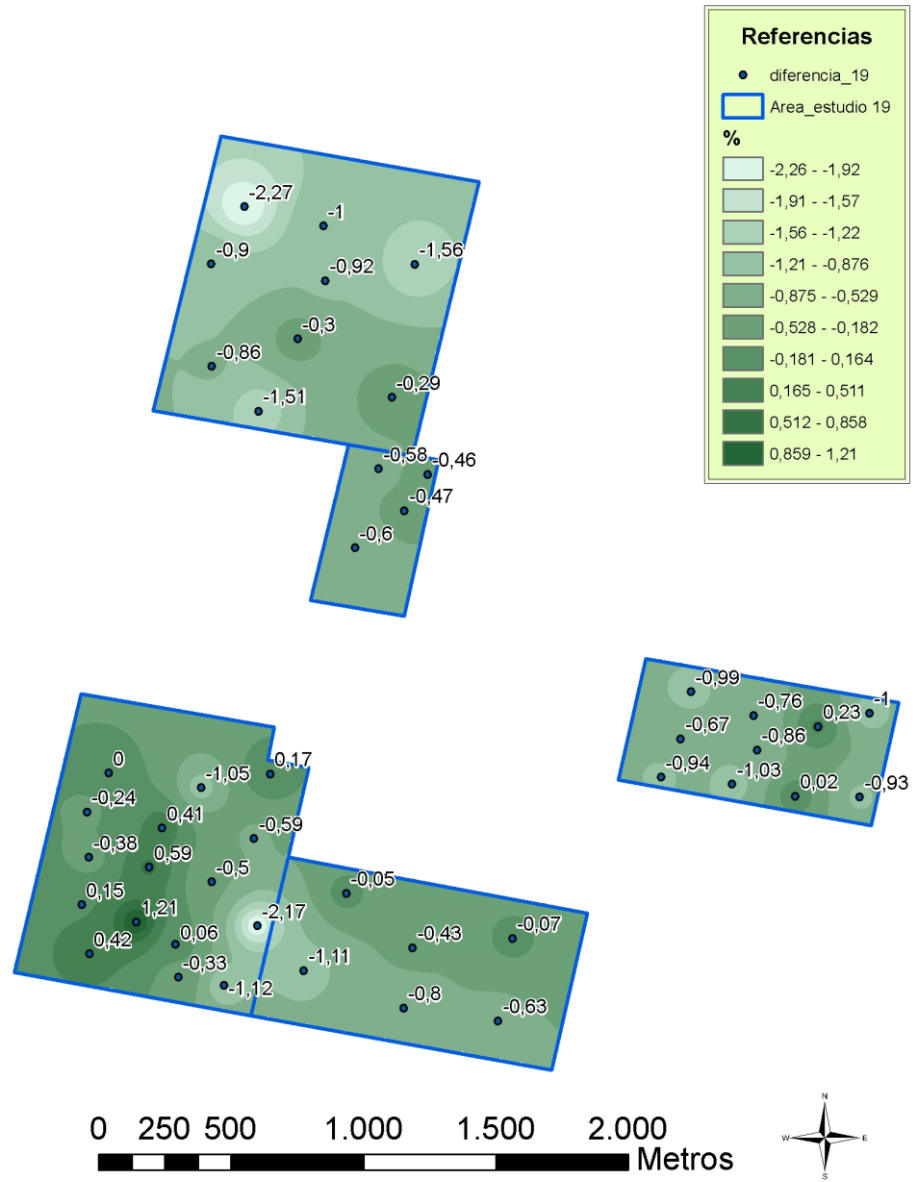 Referencias
diferencia_19
Area_estudio 19
%
-2,26 - -1,92
-1,91 - -1,57
-1,56 - -1,22
-1,21 - -0,876
-0,875 - -0,529
-0,528 - -0,182
-0,181 - 0,164
0,165 - 0,511
0,512 - 0,858
0,859 - 1,21
-2,27
-1
-0,9
-1,56
-0,92
-0,3
-0,86
-0,29
-1,51
-0,58
-0,46
-0,47
-0,6
-0,99
-0,76
-1
0,23
-0,67
-0,86
-0,94
-1,03
0,02
-0,93
0
-1,05
0,17
-0,24
0,41
-0,59
-0,38
0,59
-0,5
0,15
1,21
-2,17
0,42
0,06
-0,33
-1,12
-0,05
-0,43
-0,07
-1,11
-0,8
-0,63
0 250 500 1.000 1.500 2.000
Metros
N
W E
S